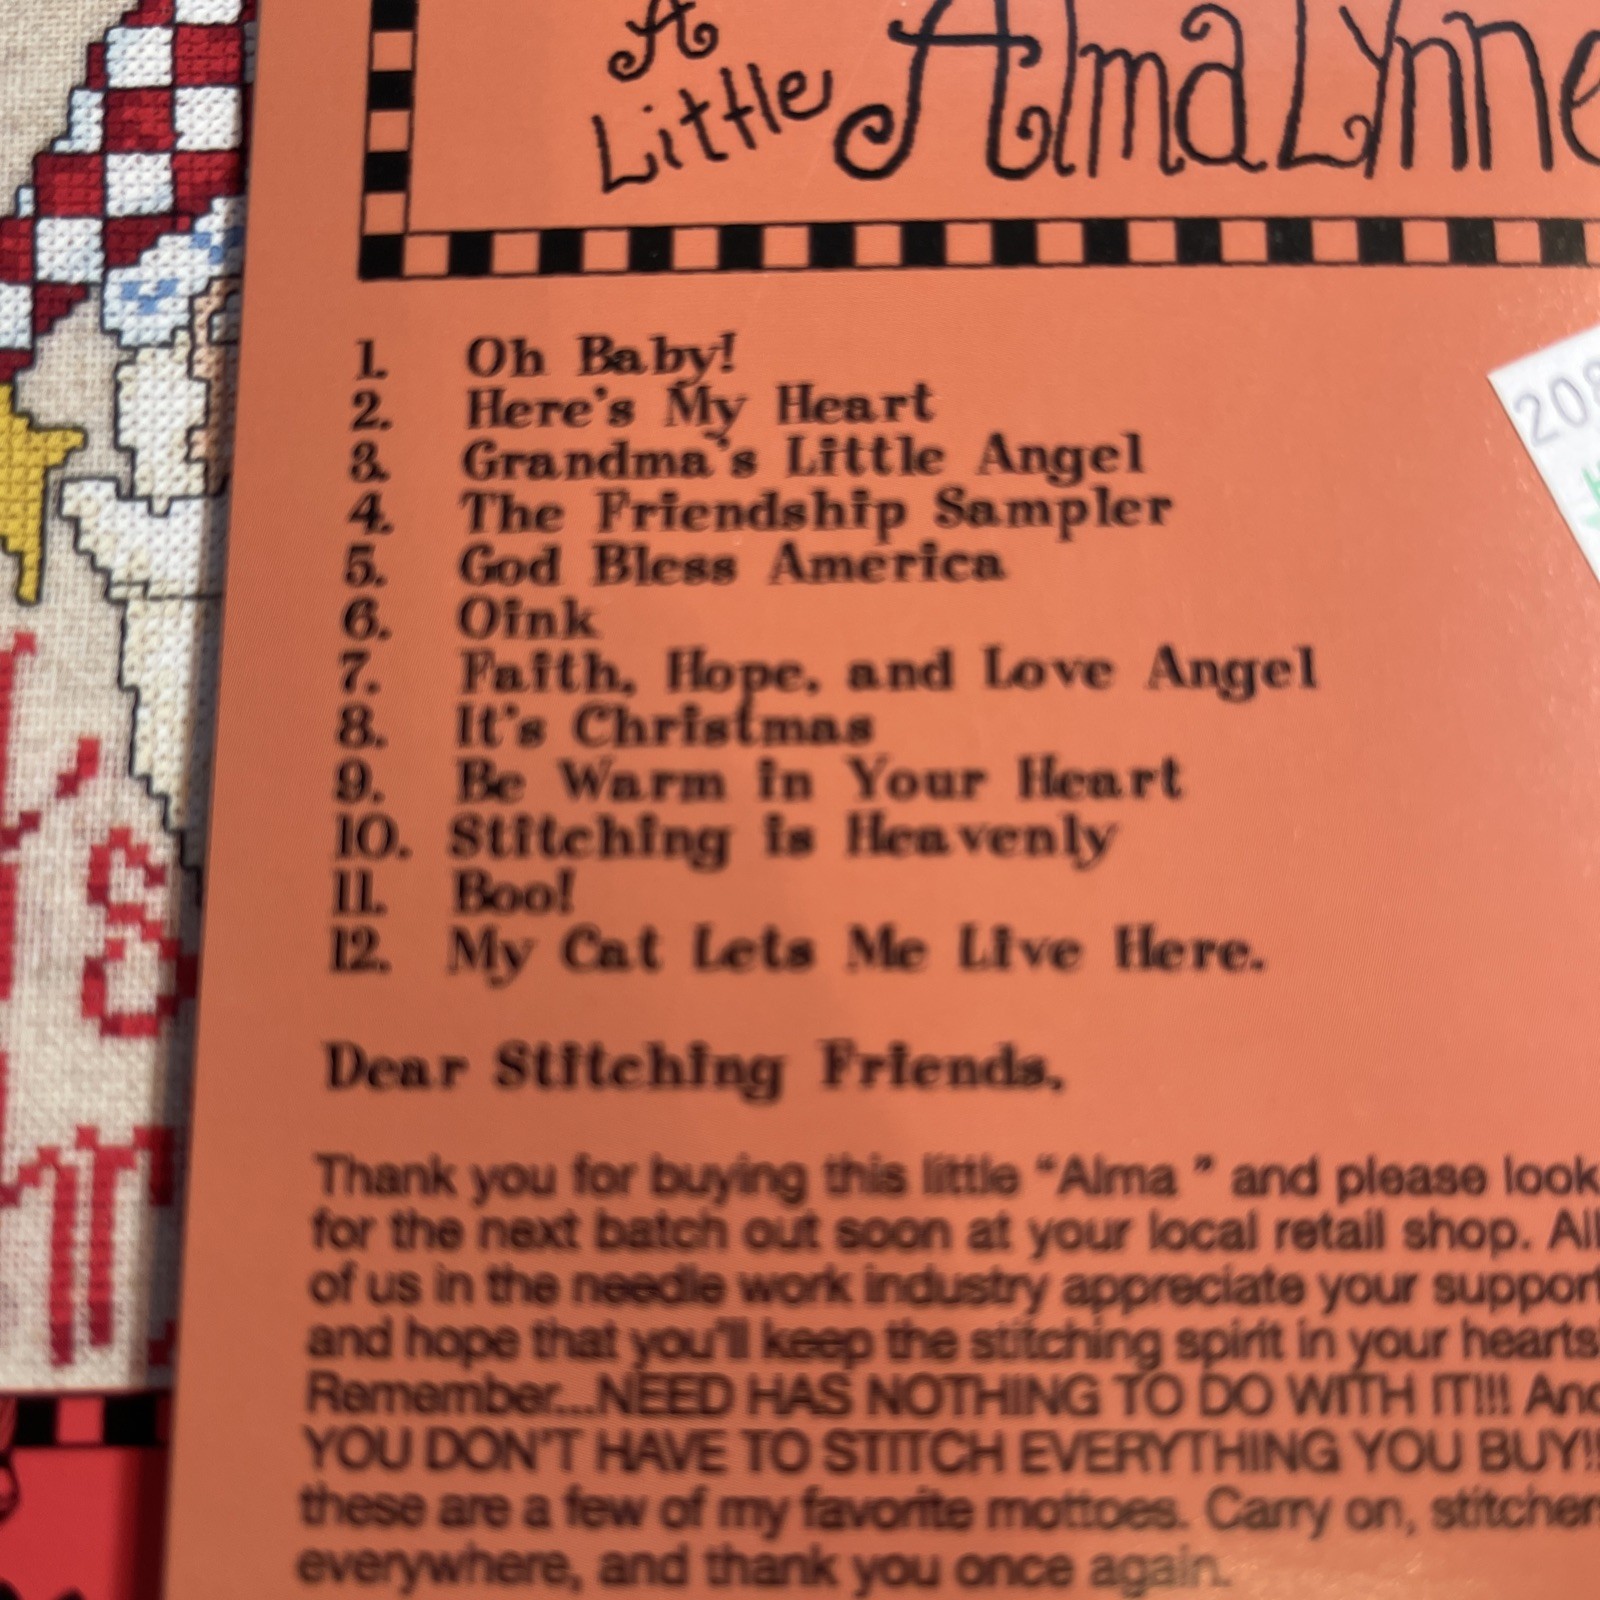 A
Little Alma Lynne
208
1. Oh Baby!
2. Here's My Heart
3. Grandma's Little Angel
4. The Friendship Sampler
5. God Bless America
6. Oink
7. Faith, Hope, and Love Angel
8. It's Christmas
9. Be Warm in Your Heart
10. Stitching is Heavenly
11. Boo!
12. My Cat Lets Me Live Here.
Dear Stitching Friends,
Thank you for buying this little "Alma " and please look
for the next batch out soon at your local retail shop. All
of us in the needle work industry appreciate your support
and hope that you'll keep the stitching spirit in your hearts
Remember....NEED HAS NOTHING TO DO WITH IT!!! And
YOU DON'T HAVE TO STITCH EVERYTHING YOU BUY!!
these are a few of my favorite mottoes. Carry on, stitchers
everywhere, and thank you once again.
's